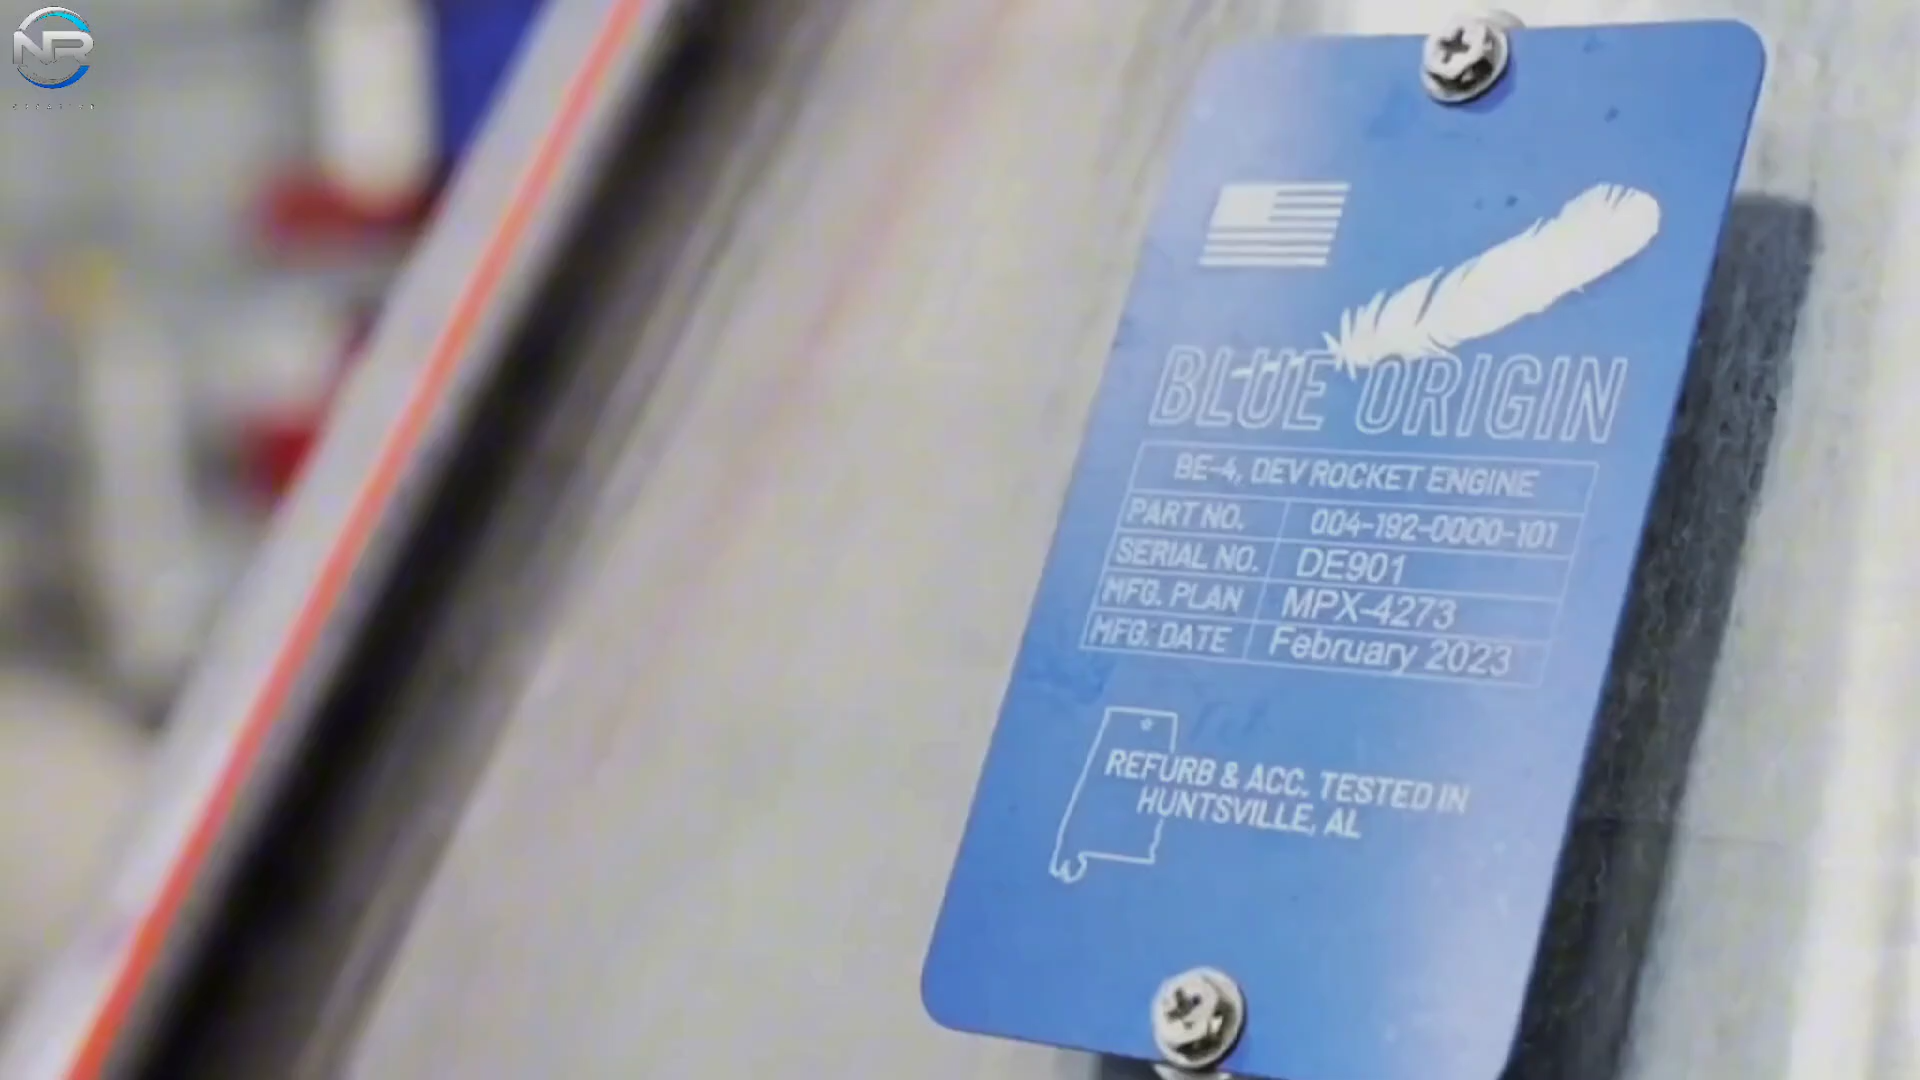 NR
BLUE ORIGIN
BE-4, DEV ROCKET ENGINE
PART NO. 004-192-0000-101
SERIAL NO. DE901
MFG. PLAN MPX-4273
MFG. DATE February 2023
REFURB & ACC. TESTED IN
HUNTSVILLE, AL